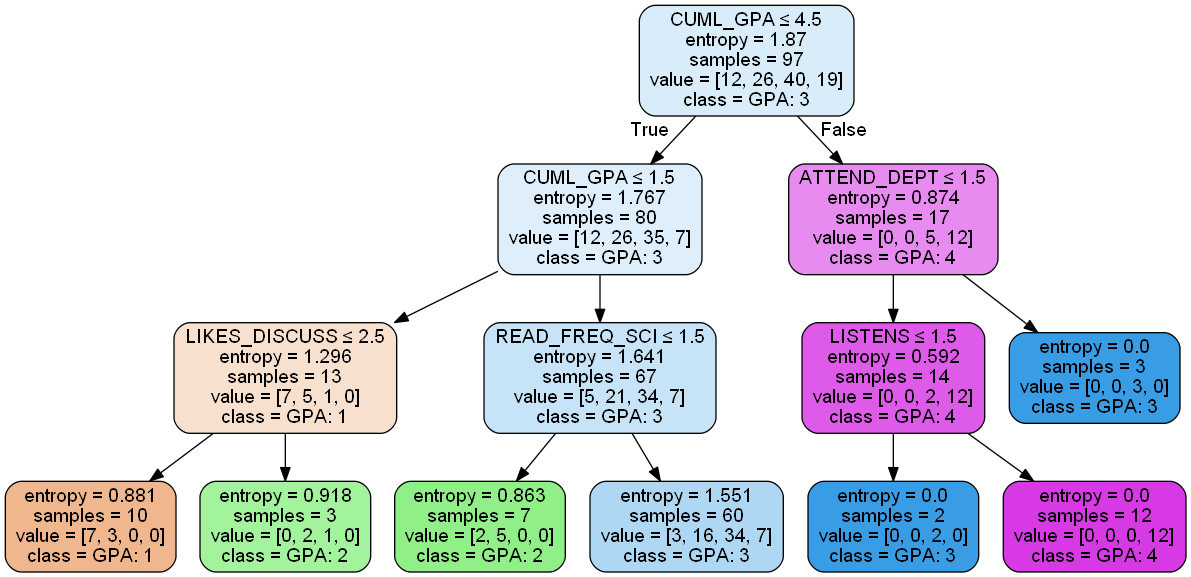 CUML_GPA ≤ 4.5
entropy = 1.87
samples = 97
value = [12, 26, 40, 19]
class = GPA: 3
True
False
CUML_GPA ≤ 1.5
entropy = 1.767
samples = 80
value = [12, 26, 35, 7]
class = GPA: 3
ATTEND_DEPT ≤ 1.5
entropy = 0.874
samples = 17
value = [0, 0, 5, 12]
class = GPA: 4
LIKES_DISCUSS ≤ 2.5
entropy = 1.296
samples = 13
value = [7, 5, 1, 0]
class = GPA: 1
READ_FREQ_SCI ≤ 1.5
entropy = 1.641
samples = 67
value = [5, 21, 34, 7]
class = GPA: 3
LISTENS ≤ 1.5
entropy = 0.592
samples = 14
value = [0, 0, 2, 12]
class = GPA: 4
entropy = 0.0
samples = 3
value = [0, 0, 3, 0]
class = GPA: 3
entropy = 0.881
samples = 10
value = [7, 3, 0, 0]
class = GPA: 1
entropy = 0.918
samples = 3
value = [0, 2, 1, 0]
class = GPA: 2
entropy = 0.863
samples = 7
value = [2, 5, 0, 0]
class = GPA: 2
entropy = 1.551
samples = 60
value = [3, 16, 34, 7]
class = GPA: 3
entropy = 0.0
samples = 2
value = [0, 0, 2, 0]
class = GPA: 3
entropy = 0.0
samples = 12
value = [0, 0, 0, 12]
class = GPA: 4